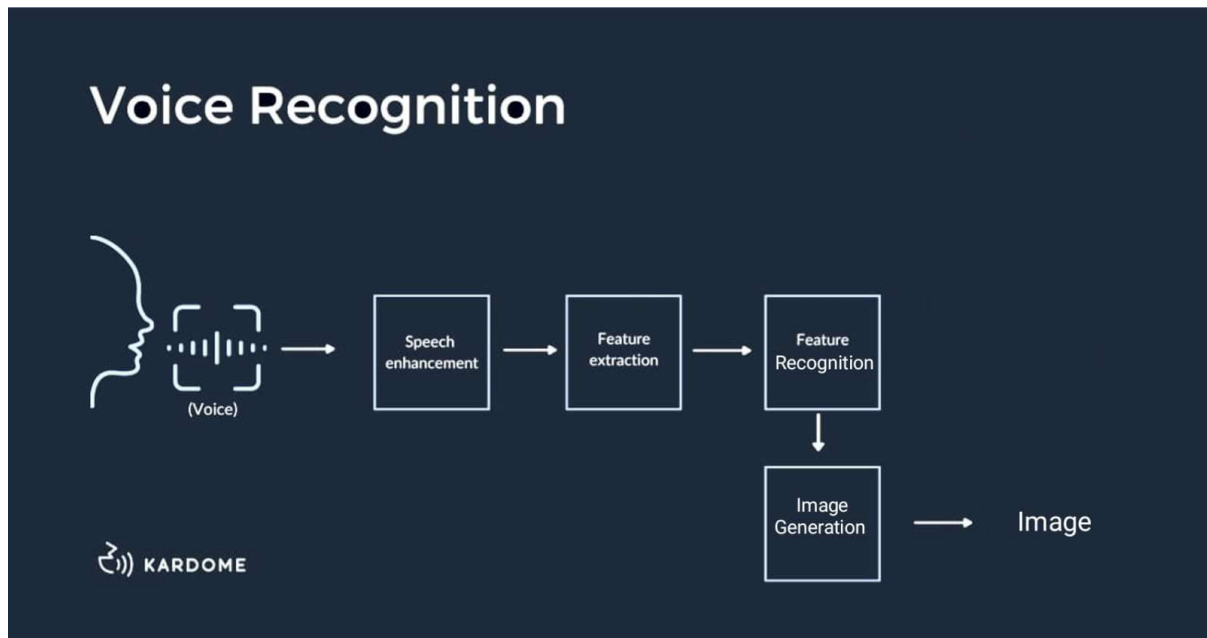 Voice Recognition
(Voice)
Speech
enhancement
Feature
extraction
Feature
Recognition
Image
Generation
Image
KARDOME